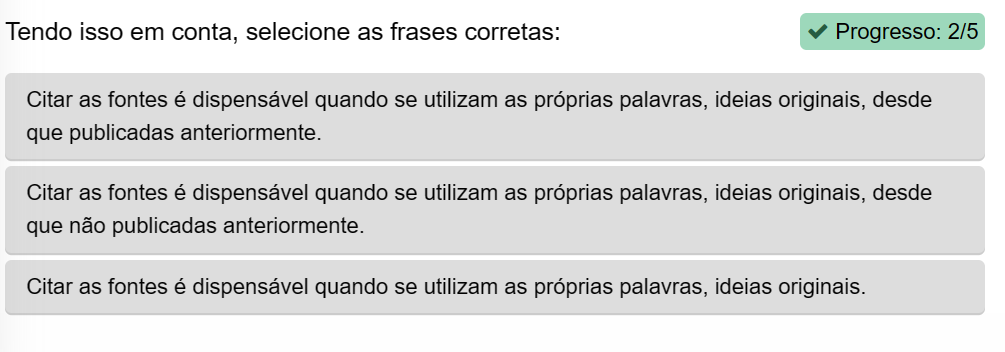 Tendo isso em conta, selecione as frases corretas:
Progresso: 2/5
Citar as fontes é dispensável quando se utilizam as próprias palavras, ideias originais, desde
que publicadas anteriormente.
Citar as fontes é dispensável quando se utilizam as próprias palavras, ideias originais, desde
que não publicadas anteriormente.
Citar as fontes é dispensável quando se utilizam as próprias palavras, ideias originais.